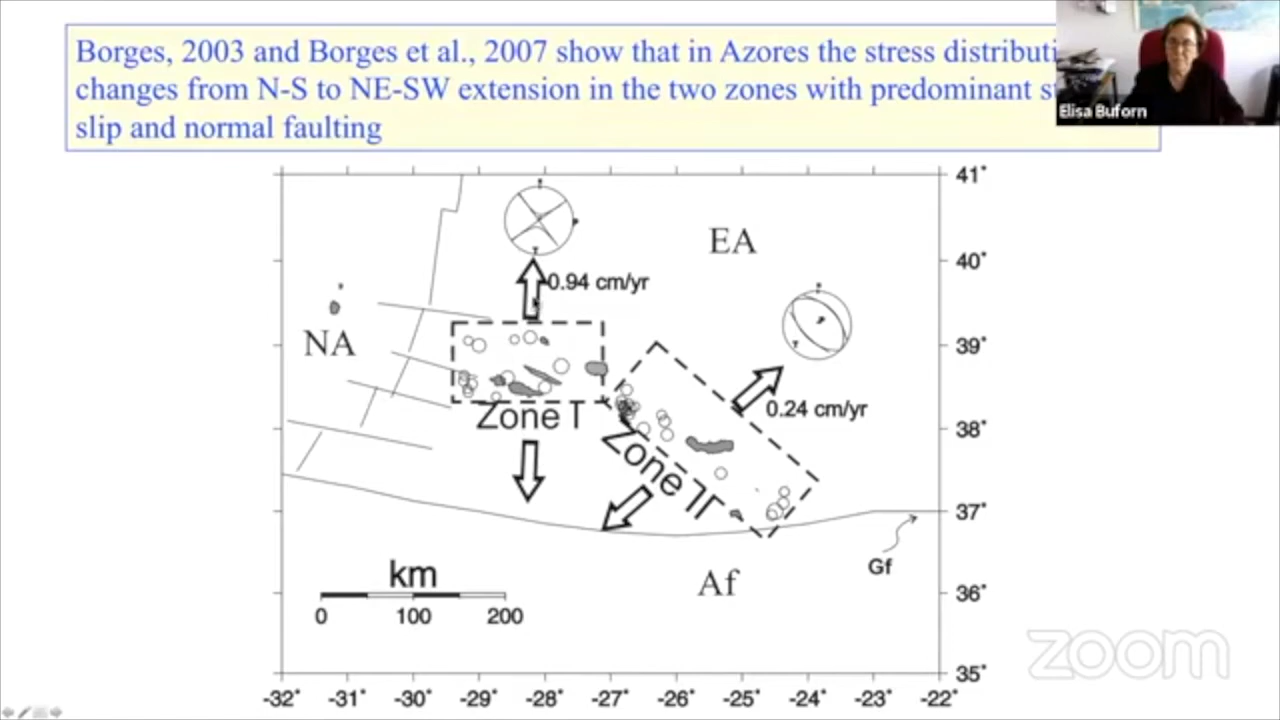 Borges, 2003 and Borges et al., 2007 show that in Azores the stress
changes from N-S to NE-SW extension in the two zones with predominant
slip and normal faulting
Elisa Buforn
41°
EA
40°
0.94 cm/yr
NA
39°
0.24 cm/yr
Zone I
38°
Zone II
37°
Gf
Af
km
36°
0 100 200
zoom
35°
-32° -31° -30° -29° -28° -27° -26° -25° -24° -23° -22°